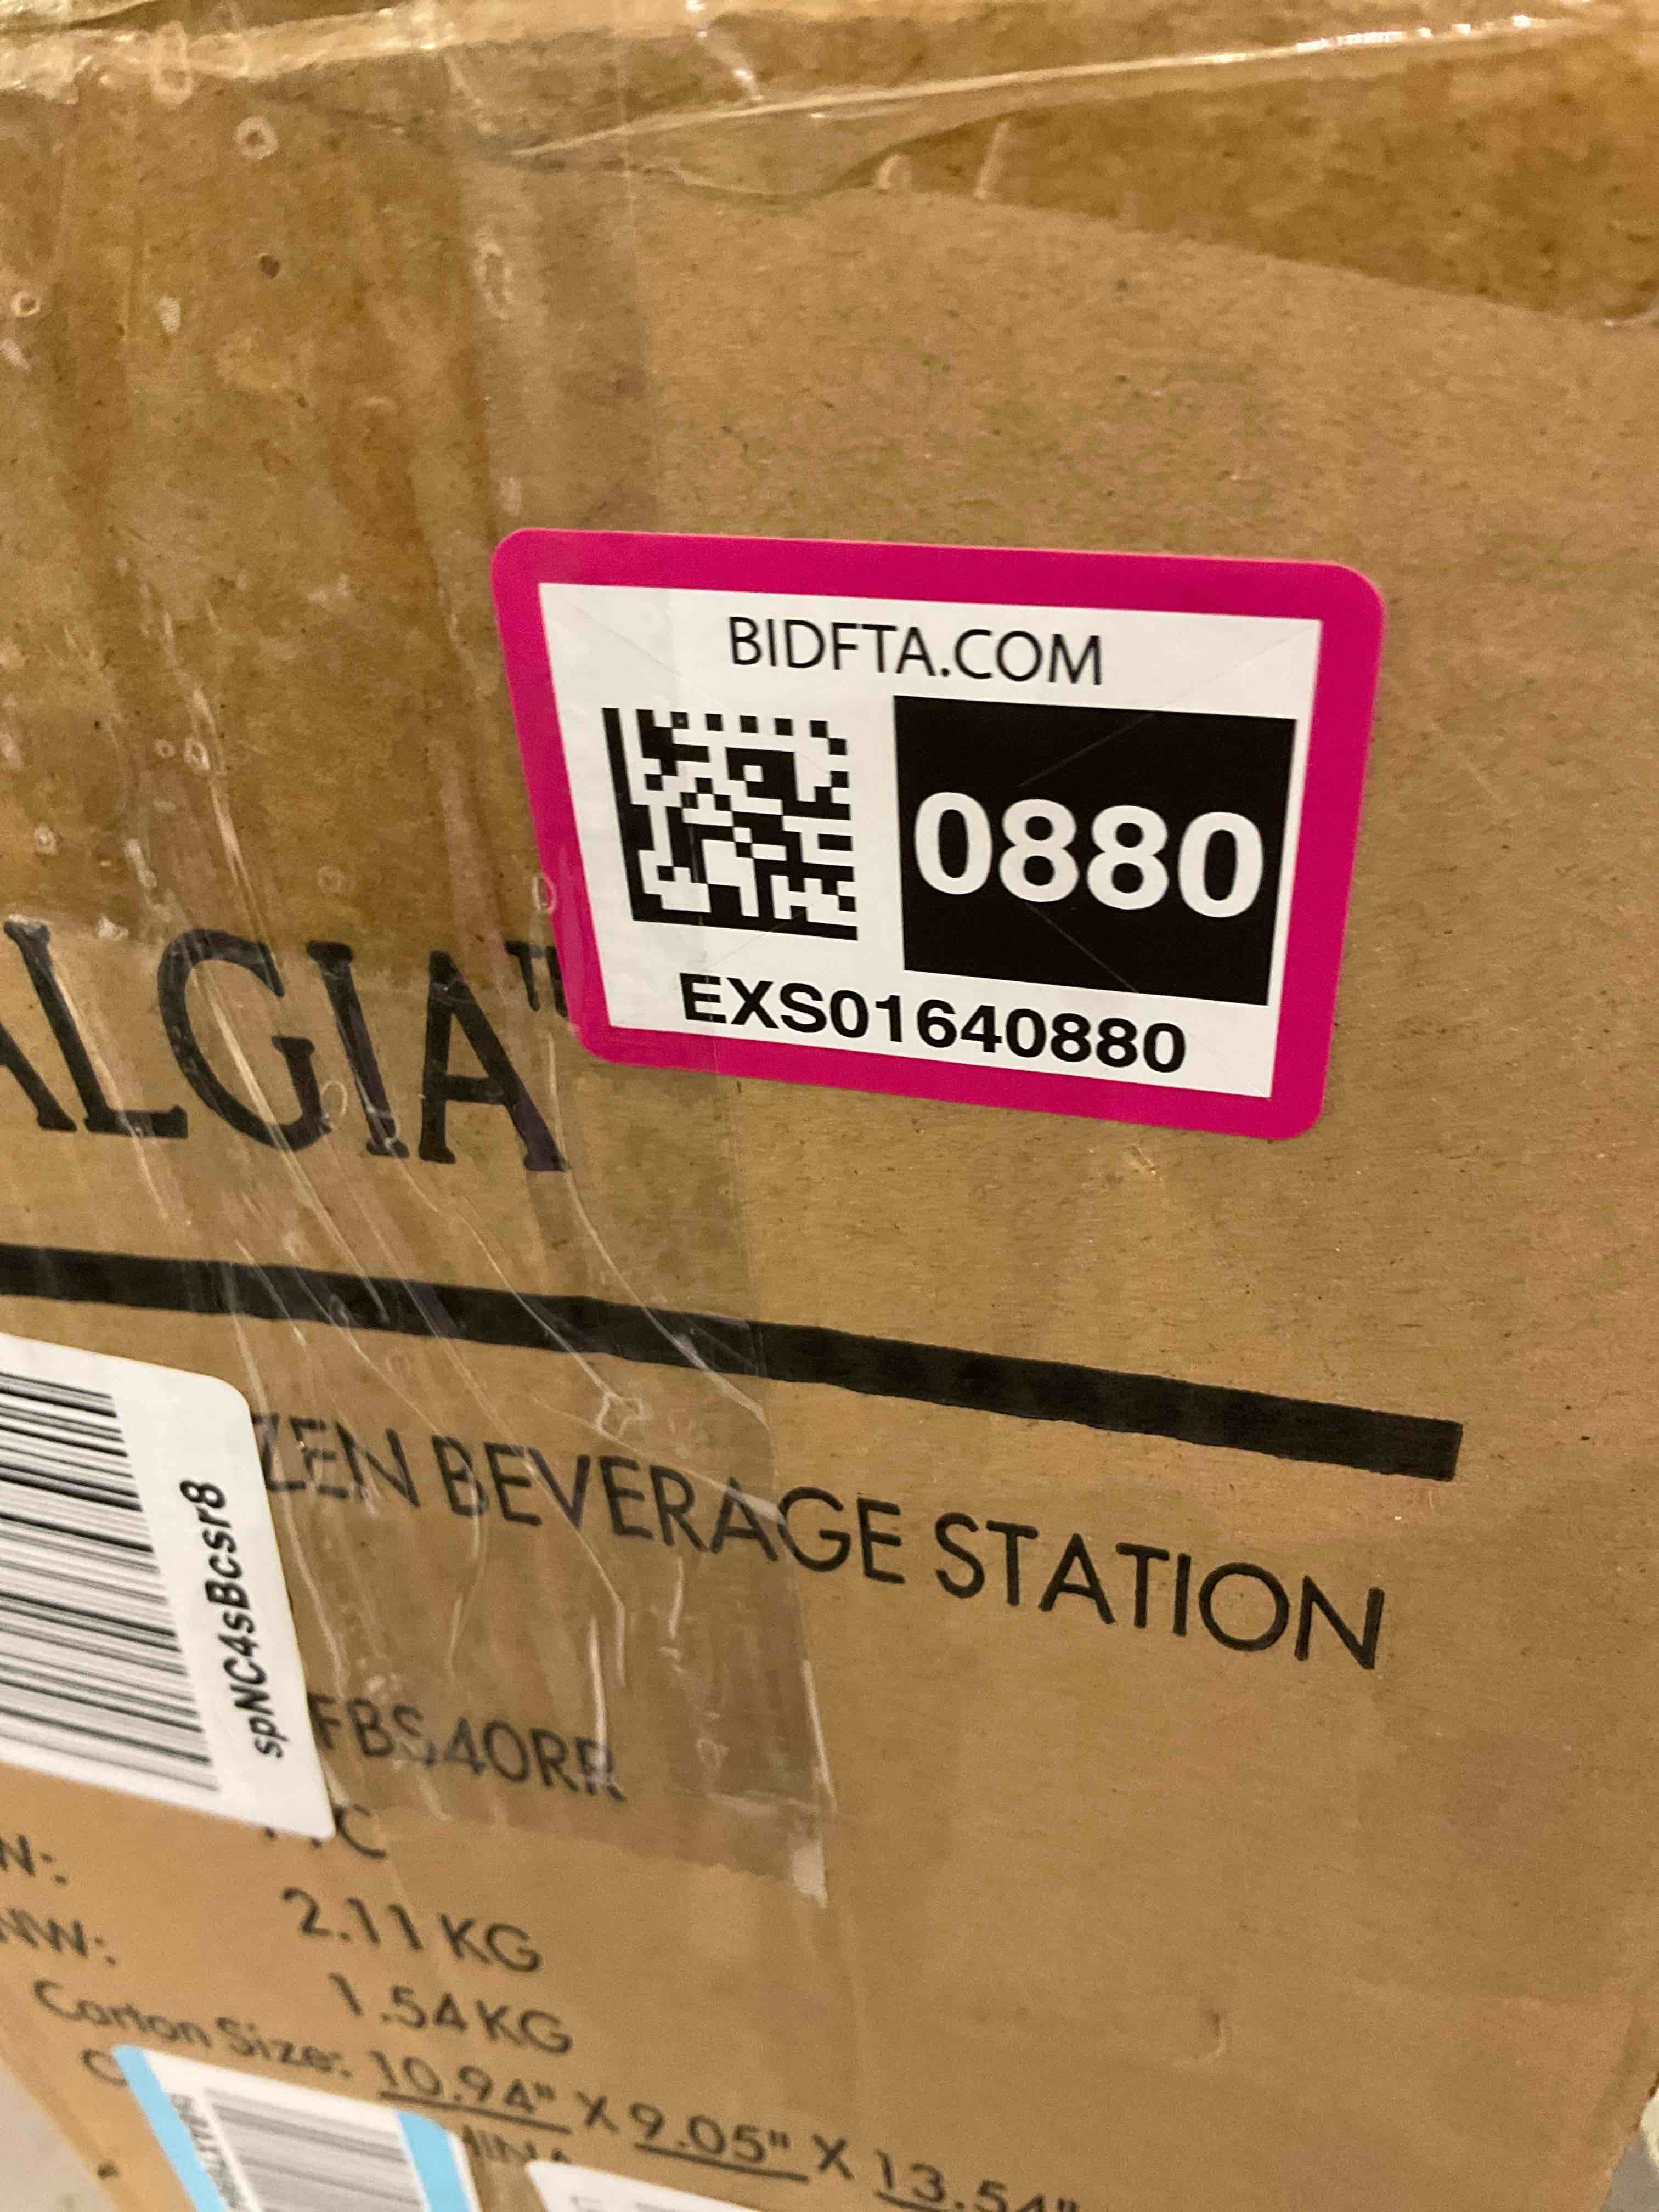 BIDFTA.COM
0880
EXS01640880
ALGIA
ZEN BEVERAGE STATION
spNC4sBcsr8
FBS40RR
2.11 KG
NW:
1.54 KG
Carton Size: 10.94" X 9.05" X 13.54"